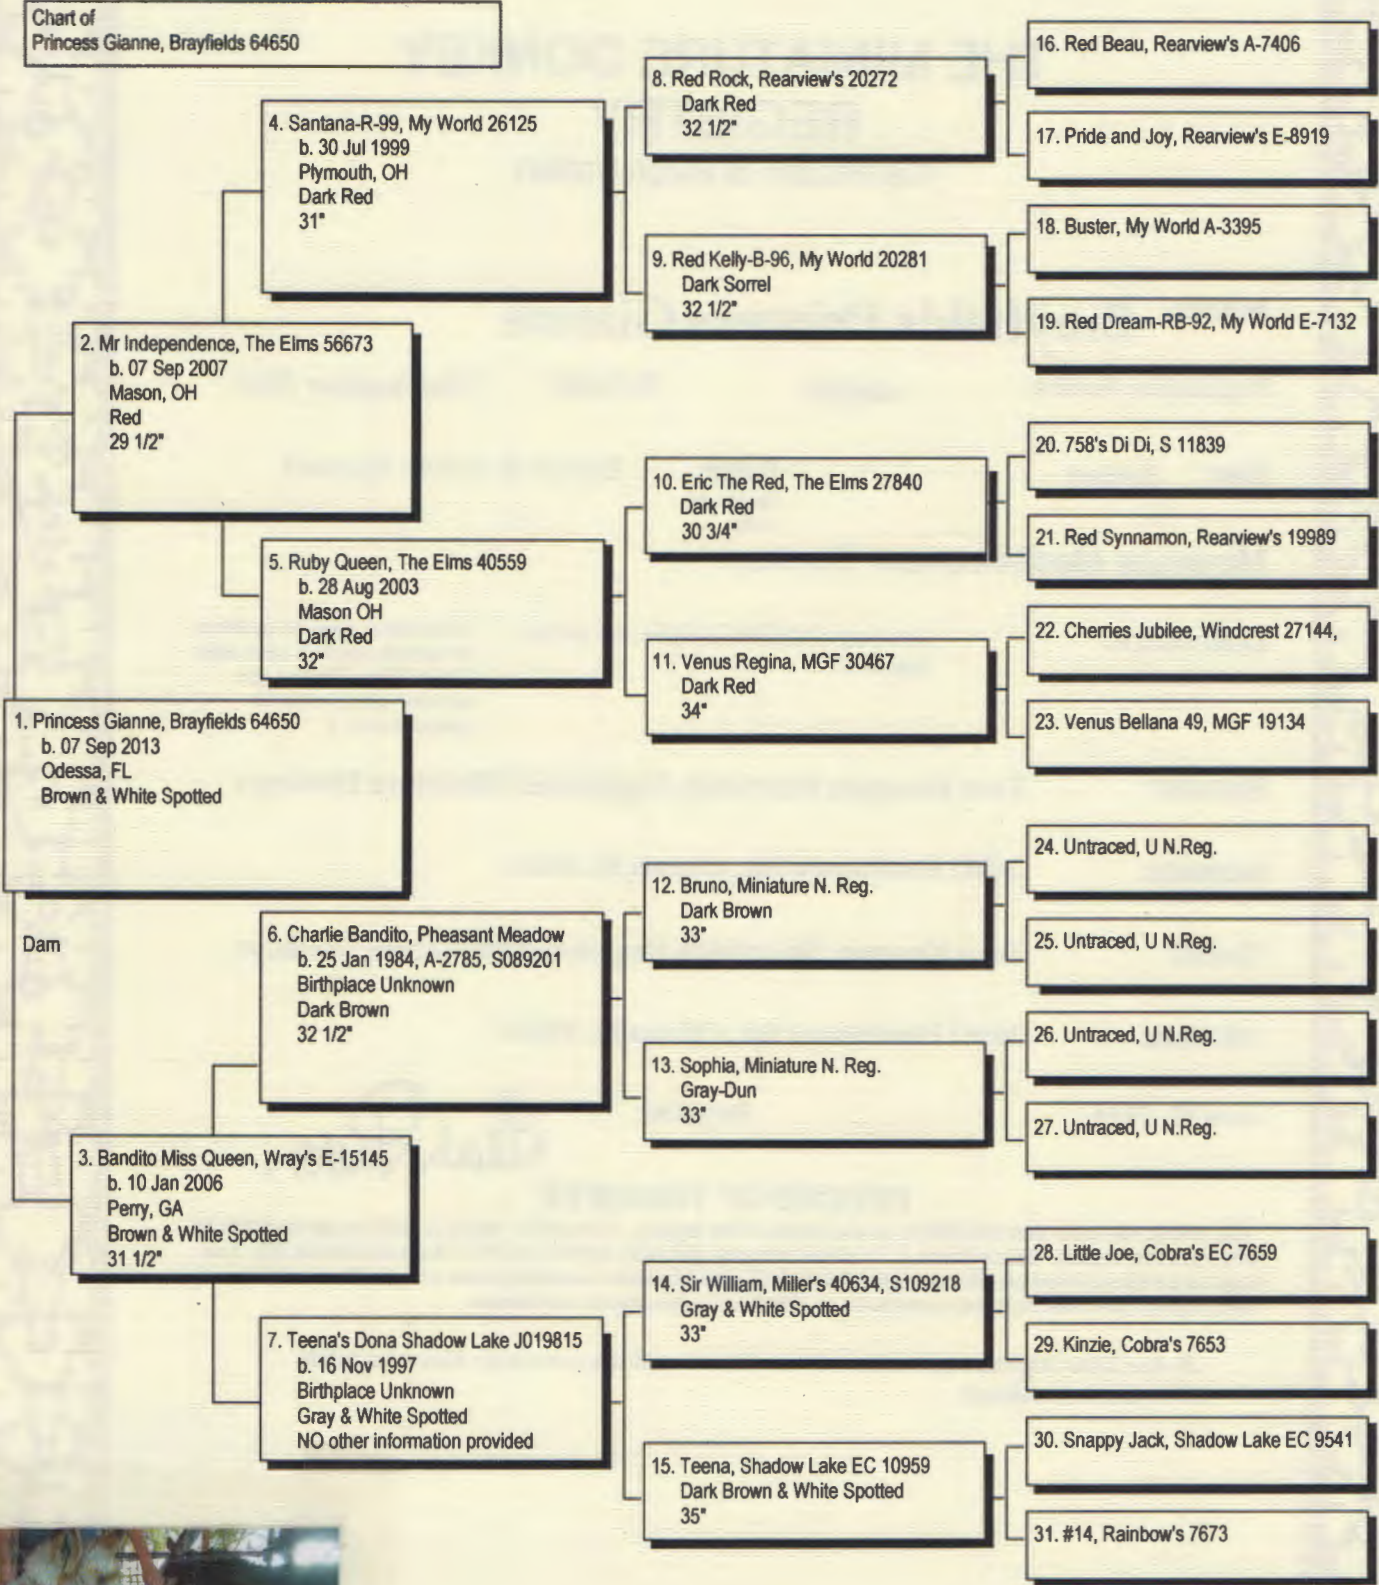 Chart of
Princess Gianne, Brayfields 64650
1. Princess Gianne, Brayfields 64650
b. 07 Sep 2013
Odessa, FL
Brown & White Spotted
Dam
2. Mr Independence, The Elms 56673
b. 07 Sep 2007
Mason, OH
Red
29 1/2"
3. Bandito Miss Queen, Wray's E-15145
b. 10 Jan 2006
Perry, GA
Brown & White Spotted
31 1/2"
4. Santana-R-99, My World 26125
b. 30 Jul 1999
Plymouth, OH
Dark Red
31"
5. Ruby Queen, The Elms 40559
b. 28 Aug 2003
Mason OH
Dark Red
32"
6. Charlie Bandito, Pheasant Meadow
b. 25 Jan 1984, A-2785, S089201
Birthplace Unknown
Dark Brown
32 1/2"
7. Teena's Dona Shadow Lake J019815
b. 16 Nov 1997
Birthplace Unknown
Gray & White Spotted
NO other information provided
8. Red Rock, Rearview's 20272
Dark Red
32 1/2"
9. Red Kelly-B-96, My World 20281
Dark Sorrel
32 1/2"
10. Eric The Red, The Elms 27840
Dark Red
30 3/4"
11. Venus Regina, MGF 30467
Dark Red
34"
12. Bruno, Miniature N. Reg.
Dark Brown
33"
13. Sophia, Miniature N. Reg.
Gray-Dun
33"
14. Sir William, Miller's 40634, S109218
Gray & White Spotted
33"
15. Teena, Shadow Lake EC 10959
Dark Brown & White Spotted
35"
16. Red Beau, Rearview's A-7406
17. Pride and Joy, Rearview's E-8919
18. Buster, My World A-3395
19. Red Dream-RB-92, My World E-7132
20. 758's Di Di, S 11839
21. Red Synnamon, Rearview's 19989
22. Cherries Jubilee, Windcrest 27144,
23. Venus Bellana 49, MGF 19134
24. Untraced, U N.Reg.
25. Untraced, U N.Reg.
26. Untraced, U N.Reg.
27. Untraced, U N.Reg.
28. Little Joe, Cobra's EC 7659
29. Kinzie, Cobra's 7653
30. Snappy Jack, Shadow Lake EC 9541
31. #14, Rainbow's 7673